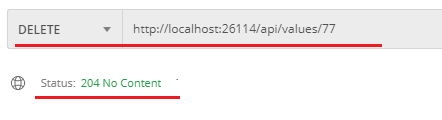 DELETE http://localhost:26114/api/values/77
Status: 204 No Content